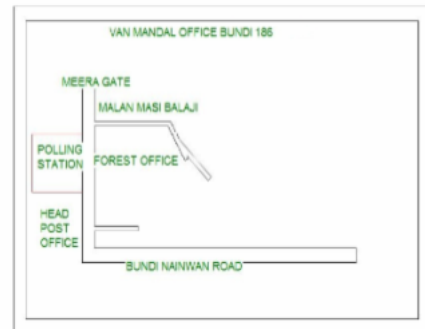 VAN MANDAL OFFICE BUNDI 186
MEERA GATE
MALAN MASI BALAJI
POLLING
STATION
FOREST OFFICE
HEAD
POST
OFFICE
BUNDI NAINWAN ROAD